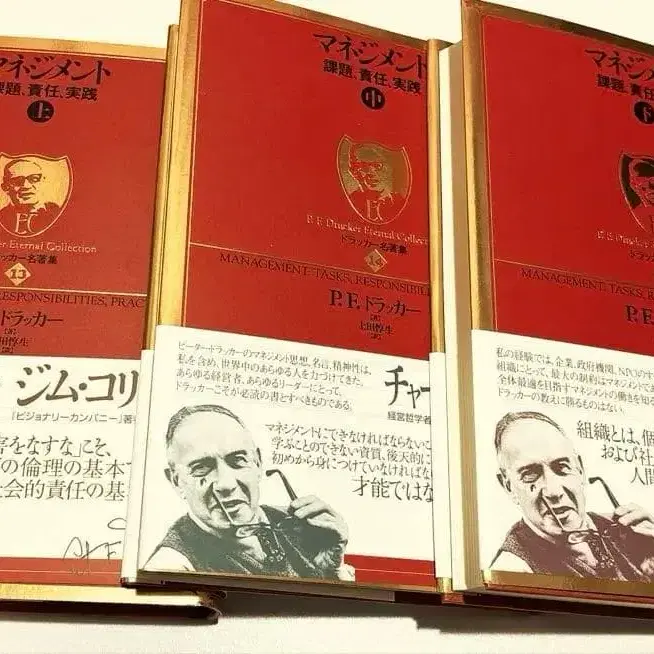 マネジメント
課題、責任、実践
上
Eternal Collection
ドラッカー名著集
13
RESPONSIBILITIES, PRAC
ドラッカー
[著]
上田惇生
[訳]
ジム・コリ
『ビジョナリーカンパニー』著者
害をなすな」こそ、
の倫理の基本で
会的責任の基
マネジメント
課題、責任、実践
中
P. F. Drucker Eternal Collec
ドラッカー名著集
14
MANAGEMENT: TASKS, RESPONSIBILI
P.F.ドラッカー
[著]
上田惇生
[訳]
ピーター・ドラッカーのマネジメント思想、名言、精神性は、
私を含め、世界中のあらゆる人を力づけてきた。
あらゆる経営者、あらゆるリーダーにとって、
ドラッカーこそが必読の書とすべきものである。
チャー
経営哲学者
マネジメントにできなければならないこ
学ぶことのできない資質、後天的に
初めから身につけていなければな
才能ではな
マネジメ
課題、責任
下
P. F. Drucker Et
ドラッ
MANAGEMENT: TASKS, R
P.F.
私の経験では、企業、政府機関、NPOのす
組織にとって、最大の制約はマネジメントであ
全体最適を目指すマネジメントの働きを知る
ドラッカーの教えに勝るものはない。
組織とは、個
および社
人間